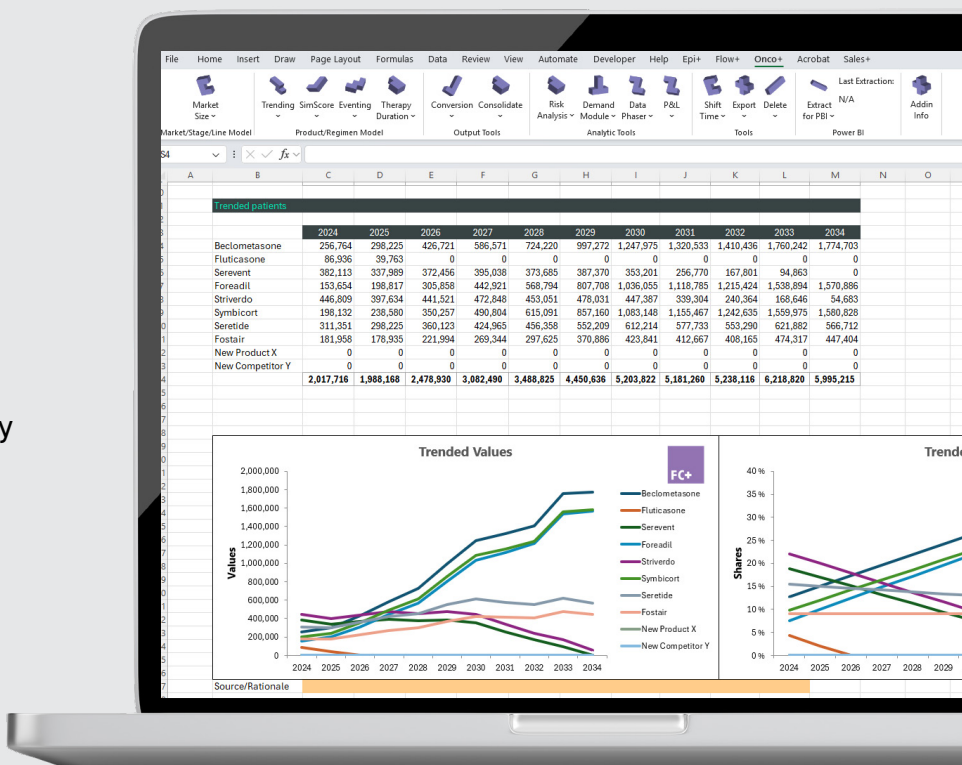 y
File Home Insert Draw Page Layout Formulas Data Review View Automate Developer Help Epi+ Flow+ Onco+ Acrobat Sales+
Market Size Trending SimScore Eventing Therapy Duration Conversion Consolidate Risk Analysis Demand Module Data Phaser P&L Shift Time Export Delete Extract for PBI Last Extraction: N/A Addin Info
Market/Stage/Line Model Product/Regimen Model Output Tools Analytic Tools Tools Power BI
S4 fx
A B C D E F G H I J K L M N O
Trended patients
2024 2025 2026 2027 2028 2029 2030 2031 2032 2033 2034
Beclometasone 256,764 298,225 426,721 586,571 724,220 997,272 1,247,975 1,320,533 1,410,436 1,760,242 1,774,703
Fluticasone 86,936 39,763 0 0 0 0 0 0 0 0 0
Serevent 382,113 337,989 372,456 395,038 373,685 387,370 353,201 256,770 167,801 94,863 0
Foreadil 153,654 198,817 305,858 442,921 568,794 807,708 1,036,055 1,118,785 1,215,424 1,538,894 1,570,886
Striverdo 446,809 397,634 441,521 472,848 453,051 478,031 447,387 339,304 240,364 168,646 54,683
Symbicort 198,132 238,580 350,257 490,804 615,091 857,160 1,083,148 1,155,467 1,242,635 1,559,975 1,580,828
Seretide 311,351 298,225 360,123 424,965 456,358 552,209 612,214 577,733 553,290 621,882 566,712
Fostair 181,958 178,935 221,994 269,344 297,625 370,886 423,841 412,667 408,165 474,317 447,404
New Product X 0 0 0 0 0 0 0 0 0 0 0
New Competitor Y 0 0 0 0 0 0 0 0 0 0 0
2,017,716 1,988,168 2,478,930 3,082,490 3,488,825 4,450,636 5,203,822 5,181,260 5,238,116 6,218,820 5,995,215
Trended Values
FC+
2,000,000
1,800,000
1,600,000
1,400,000
1,200,000
1,000,000
800,000
600,000
400,000
200,000
0
Values
2024 2025 2026 2027 2028 2029 2030 2031 2032 2033 2034
Beclometasone
Fluticasone
Serevent
Foreadil
Striverdo
Symbicort
Seretide
Fostair
New Product X
New Competitor Y
Trende
40%
35%
30%
25%
20%
15%
10%
5%
0%
Shares
2024 2025 2026 2027 2028 2029
Source/Rationale